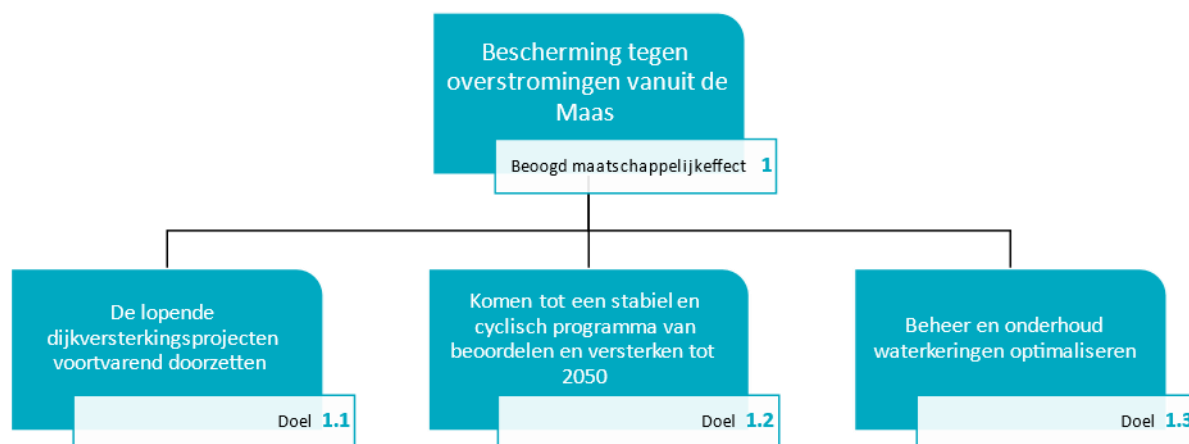 Bescherming tegen
overstromingen vanuit de
Maas
Beoogd maatschappelijkeffect 1
De lopende
dijkversterkingsprojecten
voortvarend doorzetten
Doel 1.1
Komen tot een stabiel en
cyclisch programma van
beoordelen en versterken tot
2050
Doel 1.2
Beheer en onderhoud
waterkeringen optimaliseren
Doel 1.3